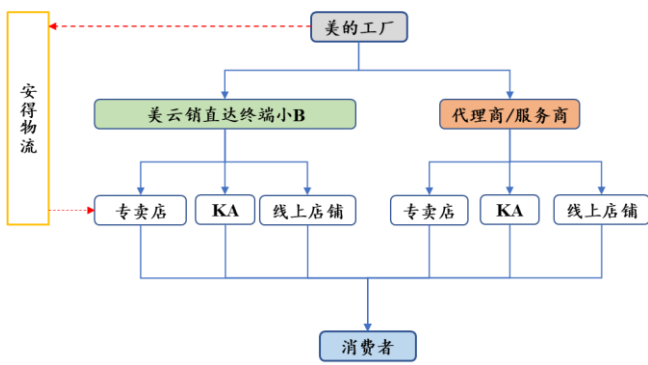 美的工厂
安得物流
美云销直达终端小B
代理商/服务商
专卖店
KA
线上店铺
专卖店
KA
线上店铺
消费者